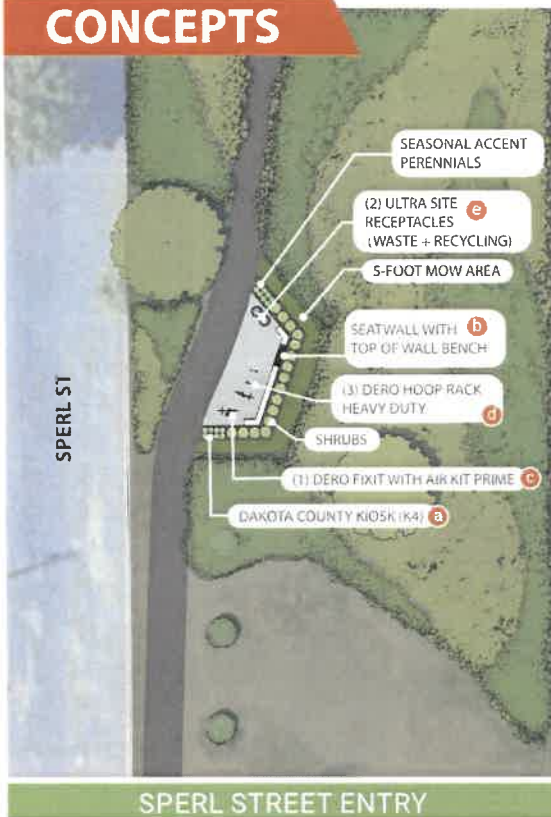 CONCEPTS
SEASONAL ACCENT
PERENNIALS
(2) ULTRA SITE
RECEPTACLES
(WASTE + RECYCLING)
e
5-FOOT MOW AREA
SEATWALL WITH
TOP OF WALL BENCH
b
(3) DERO HOOP RACK
HEAVY DUTY
d
SHRUBS
(1) DERO FIXIT WITH AIR KIT PRIME
c
DAKOTA COUNTY KIOSK (K4)
a
SPERL ST
SPERL STREET ENTRY